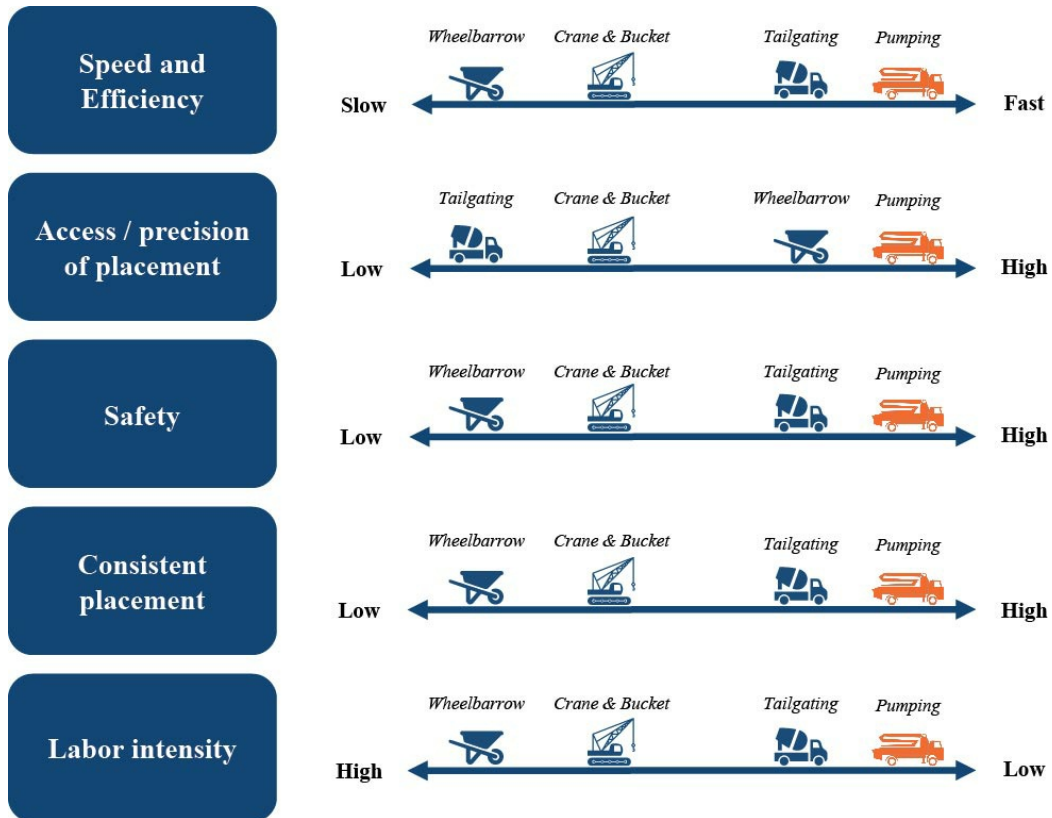 Speed and
Efficiency
Wheelbarrow Crane & Bucket Tailgating Pumping
Slow Fast
Access / precision
of placement
Tailgating Crane & Bucket Wheelbarrow Pumping
Low High
Safety
Wheelbarrow Crane & Bucket Tailgating Pumping
Low High
Consistent
placement
Wheelbarrow Crane & Bucket Tailgating Pumping
Low High
Labor intensity
Wheelbarrow Crane & Bucket Tailgating Pumping
High Low